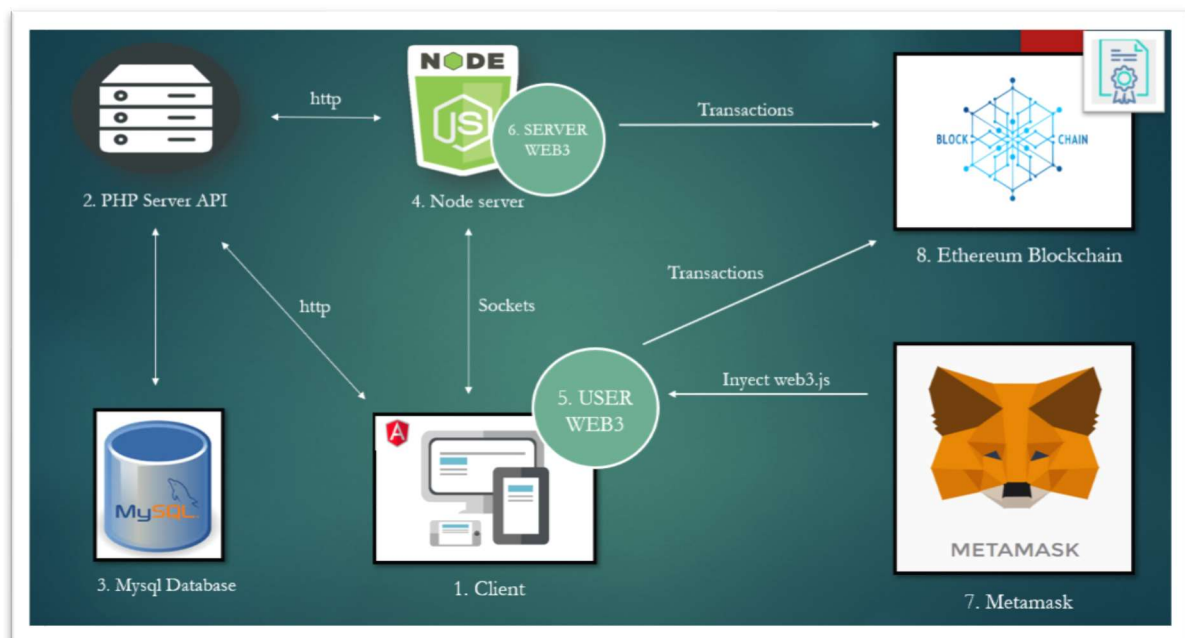 NODE
JS
http
6. SERVER
WEB3
Transactions
BLOCK
CHAIN
2. PHP Server API
4. Node server
8. Ethereum Blockchain
Transactions
http
Sockets
Inyect web3.js
5. USER
WEB3
A
MySQL
METAMASK
3. Mysql Database
1. Client
7. Metamask